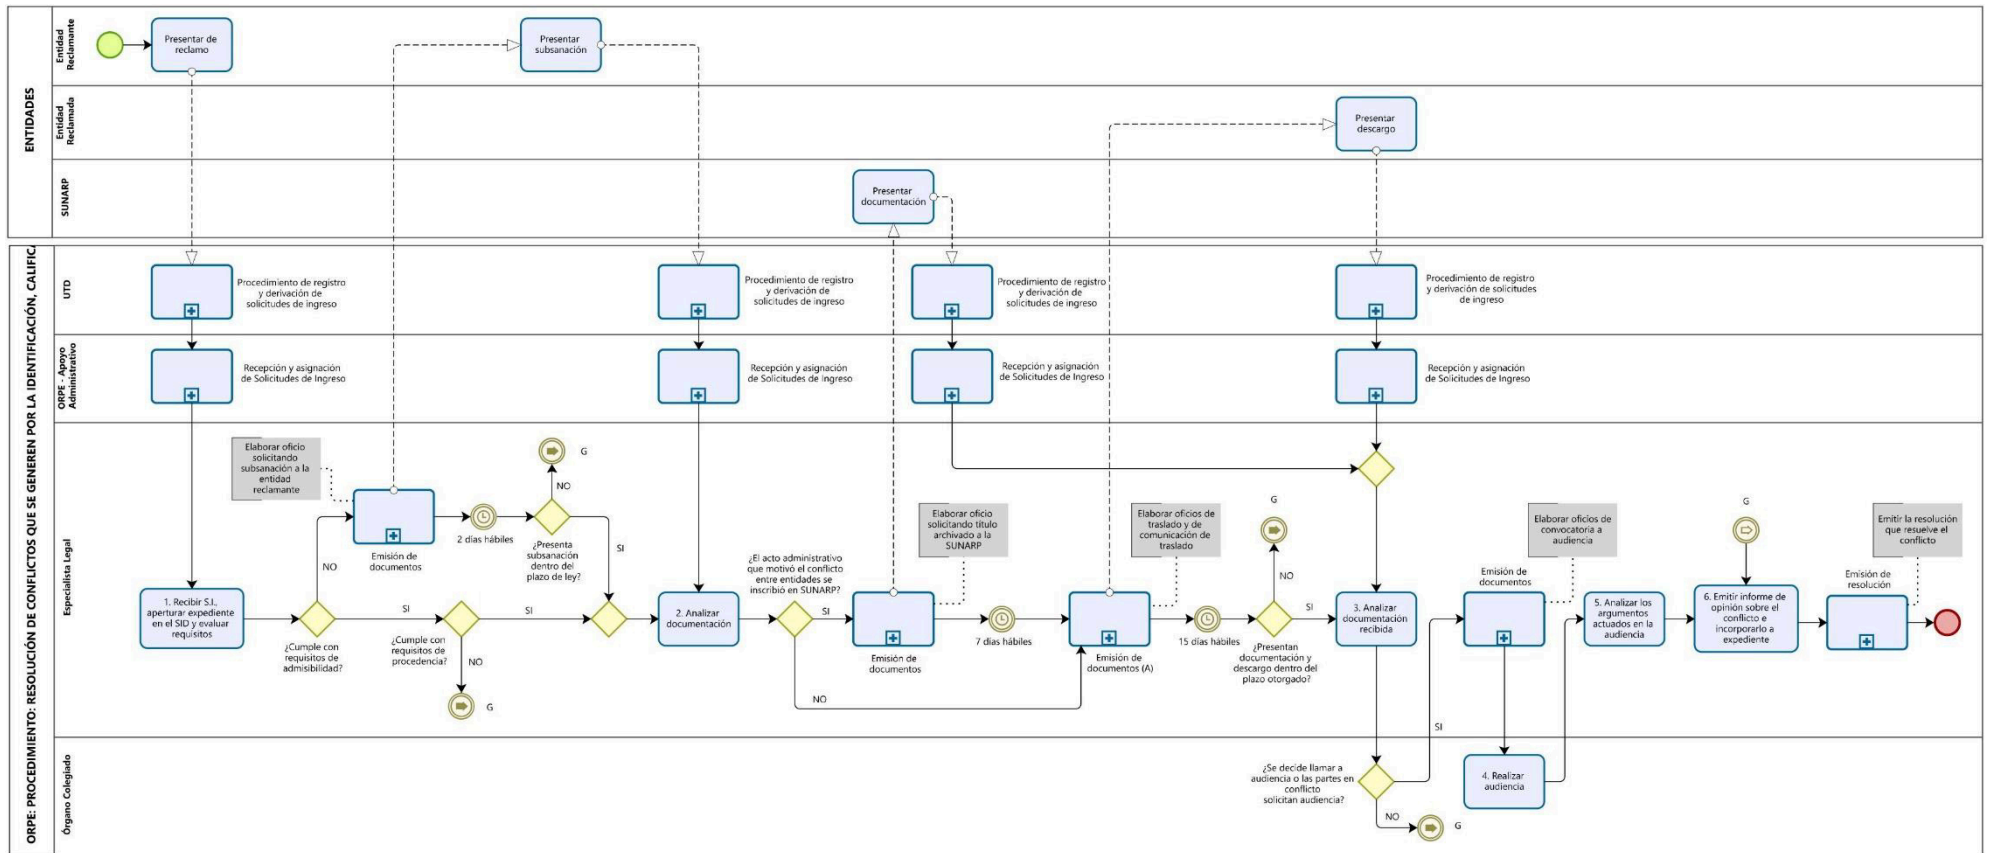 ENTIDADES
Entidad
Reclamante
Presentar de
reclamo
Presentar
subsanación
Entidad
Reclamada
Presentar
descargo
SUNARP
Presentar
documentación
ORPE: PROCEDIMIENTO: RESOLUCIÓN DE CONFLICTOS QUE SE GENEREN POR LA IDENTIFICACIÓN, CALIFICA
UTD
Procedimiento de registro
y derivación de
solicitudes de ingreso
Procedimiento de registro
y derivación de
solicitudes de ingreso
Procedimiento de registro
y derivación de
solicitudes de ingreso
Procedimiento de registro
y derivación de solicitudes
de ingreso
ORPE - Apoyo
Administrativo
Recepción y asignación
de Solicitudes de Ingreso
Recepción y asignación
de Solicitudes de Ingreso
Recepción y asignación
de Solicitudes de Ingreso
Recepción y asignación
de Solicitudes de Ingreso
Especialista Legal
1. Recibir S.I.,
aperturar expediente
en el SID y evaluar
requisitos
¿Cumple con
requisitos de
admisibilidad?
NO
SI
Elaborar oficio
solicitando
subsanación a la
entidad
reclamante
Emisión de
documentos
2 días hábiles
¿Presenta
subsanación
dentro del
plazo de ley?
NO
G
SI
¿Cumple con
requisitos de
procedencia?
SI
NO
G
2. Analizar
documentación
¿El acto administrativo
que motivó el conflicto
entre entidades se
inscribió en SUNARP?
SI
NO
Elaborar oficio
solicitando título
archivado a la
SUNARP
Emisión de
documentos
7 días hábiles
Elaborar oficios de
traslado y de
comunicación de
traslado
Emisión de
documentos (A)
15 días hábiles
¿Presentan
documentación y
descargo dentro del
plazo otorgado?
NO
G
SI
3. Analizar
documentación
recibida
Emisión de
documentos
Elaborar oficios de
convocatoria a
audiencia
5. Analizar los
argumentos
actuados en la
audiencia
G
6. Emitir informe de
opinión sobre el
conflicto e
incorporarlo a
expediente
Emisión de
resolución
Emitir la resolución
que resuelve el
conflicto
Órgano Colegiado
¿Se decide llamar a
audiencia o las partes en
conflicto
solicitan audiencia?
SI
NO
G
4. Realizar
audiencia